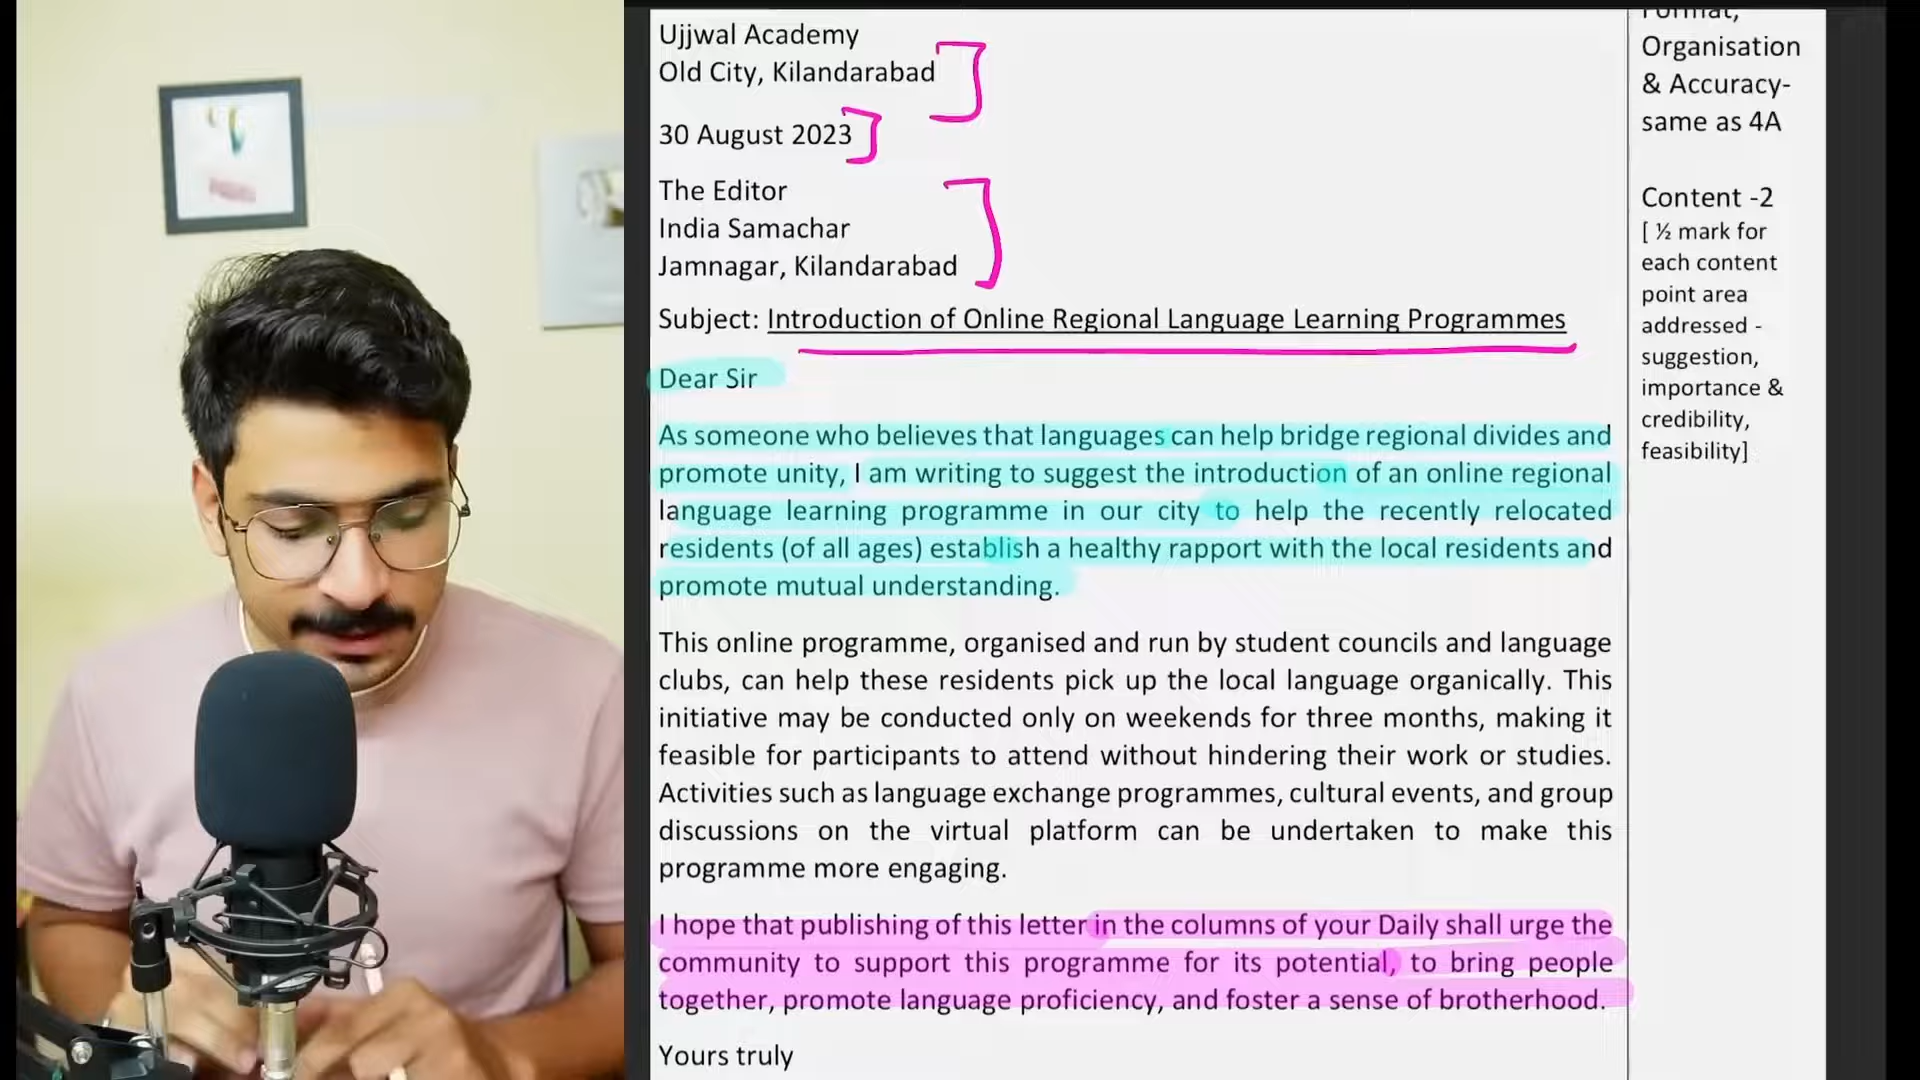 Ujjwal Academy
Old City, Kilandarabad
30 August 2023
The Editor
India Samachar
Jamnagar, Kilandarabad
Subject: Introduction of Online Regional Language Learning Programmes
Dear Sir
As someone who believes that languages can help bridge regional divides and
promote unity, I am writing to suggest the introduction of an online regional
language learning programme in our city to help the recently relocated
residents (of all ages) establish a healthy rapport with the local residents and
promote mutual understanding.
This online programme, organised and run by student councils and language
clubs, can help these residents pick up the local language organically. This
initiative may be conducted only on weekends for three months, making it
feasible for participants to attend without hindering their work or studies.
Activities such as language exchange programmes, cultural events, and group
discussions on the virtual platform can be undertaken to make this
programme more engaging.
I hope that publishing of this letter in the columns of your Daily shall urge the
community to support this programme for its potential, to bring people
together, promote language proficiency, and foster a sense of brotherhood.
Yours truly
Format,
Organisation
& Accuracy-
same as 4A
Content -2
[ ½ mark for
each content
point area
addressed -
suggestion,
importance &
credibility,
feasibility]